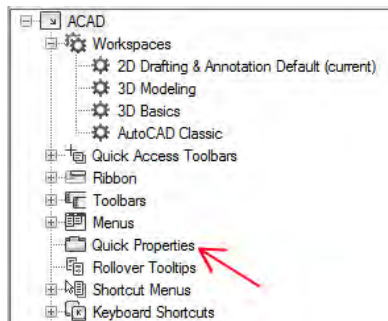 ACAD
Workspaces
2D Drafting & Annotation Default (current)
3D Modeling
3D Basics
AutoCAD Classic
Quick Access Toolbars
Ribbon
Toolbars
Menus
Quick Properties
Rollover Tooltips
Shortcut Menus
Keyboard Shortcuts